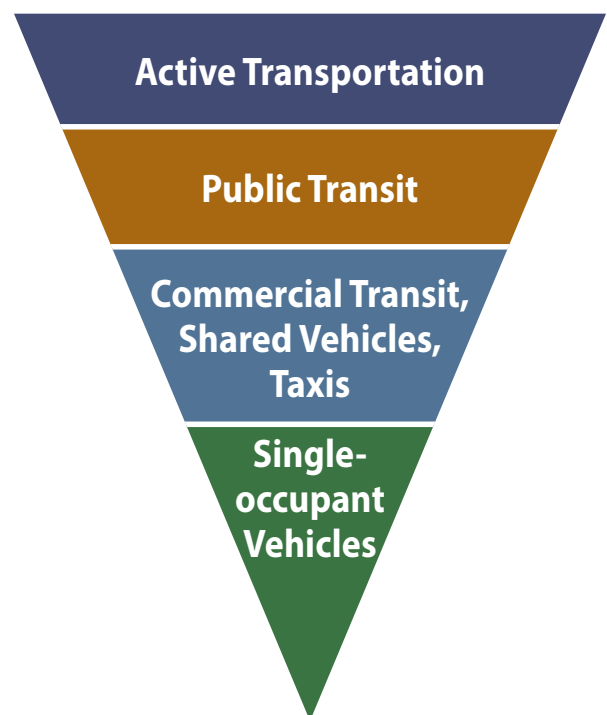 Active Transportation
Public Transit
Commercial Transit,
Shared Vehicles,
Taxis
Single-
occupant
Vehicles